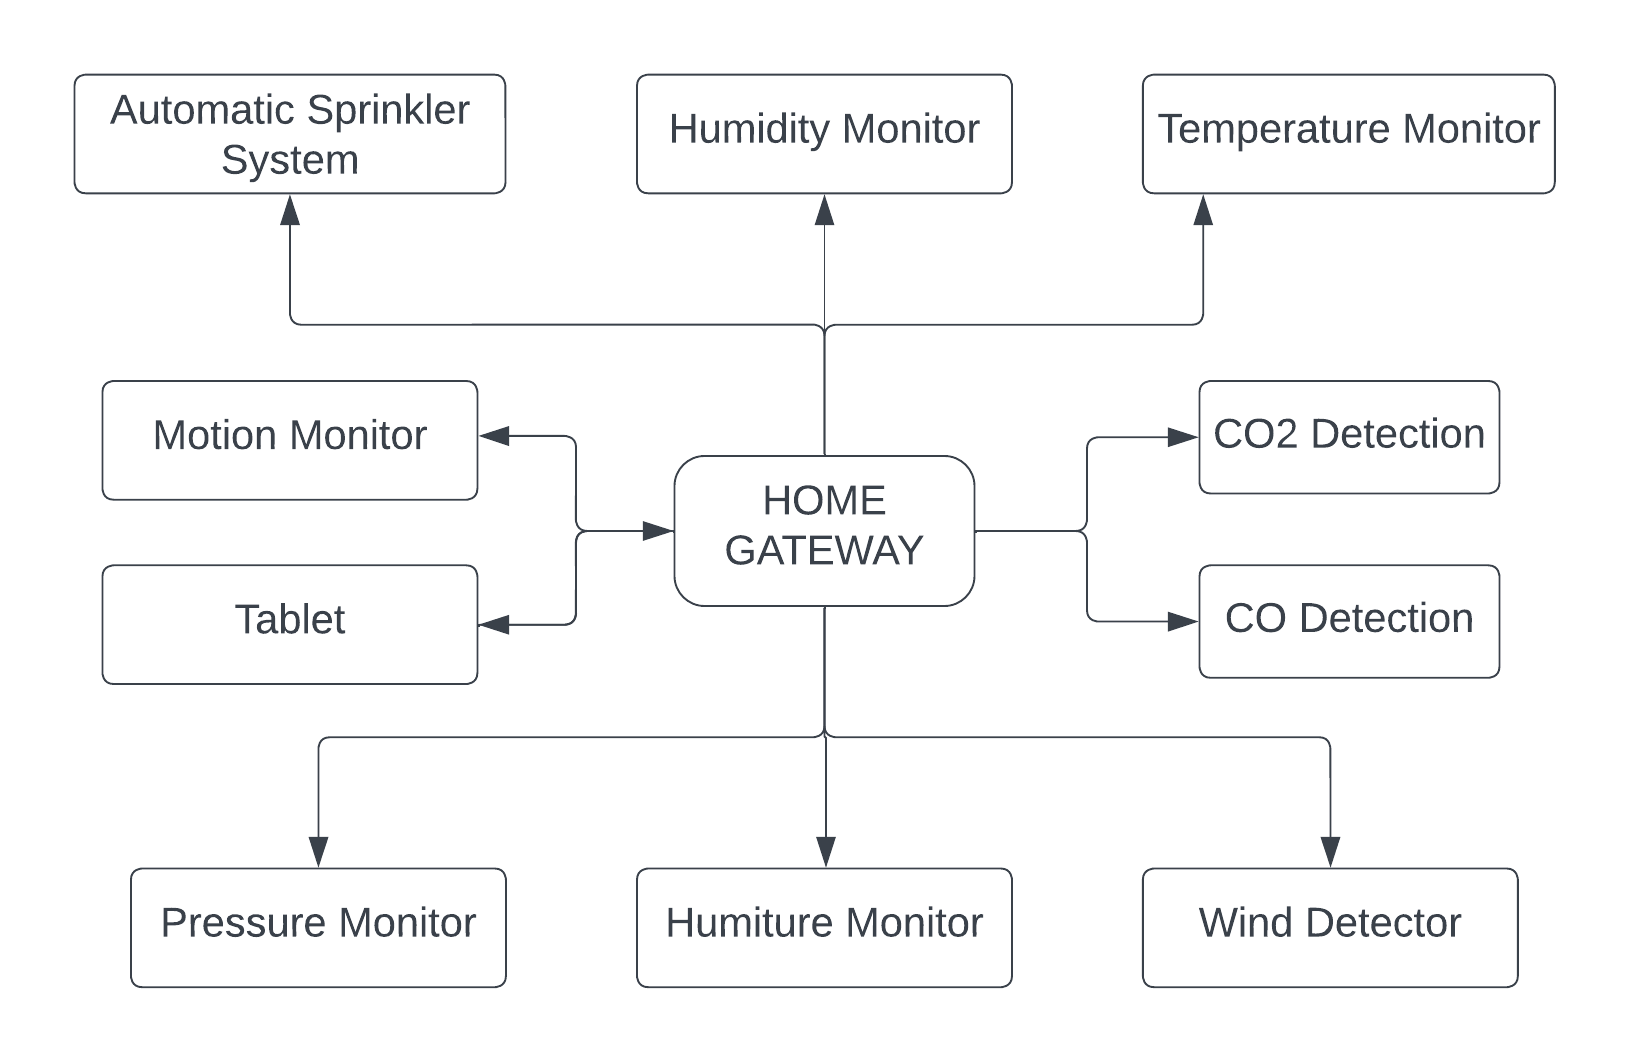 Automatic Sprinkler
System
Humidity Monitor
Temperature Monitor
Motion Monitor
CO2 Detection
HOME
GATEWAY
Tablet
CO Detection
Pressure Monitor
Humiture Monitor
Wind Detector